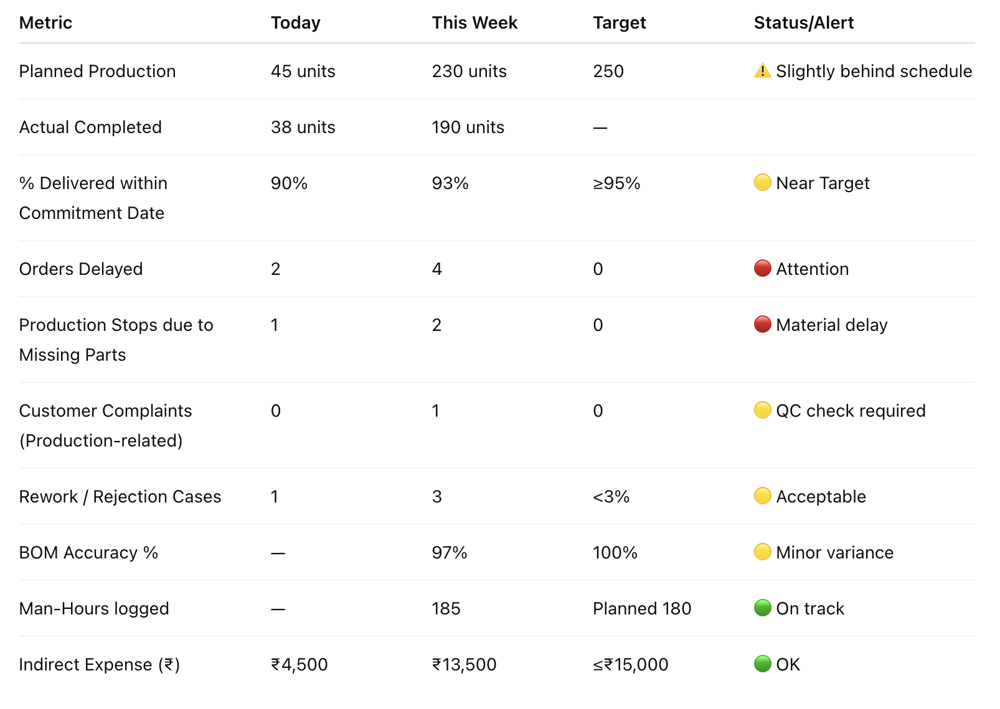 Metric Today This Week Target Status/Alert
Planned Production 45 units 230 units 250 ⚠️ Slightly behind schedule
Actual Completed 38 units 190 units —
% Delivered within 90% 93% ≥95% 🟡 Near Target
Commitment Date
Orders Delayed 2 4 0 🔴 Attention
Production Stops due to 1 2 0 🔴 Material delay
Missing Parts
Customer Complaints 0 1 0 🟡 QC check required
(Production-related)
Rework / Rejection Cases 1 3 <3% 🟡 Acceptable
BOM Accuracy % — 97% 100% 🟡 Minor variance
Man-Hours logged — 185 Planned 180 🟢 On track
Indirect Expense (₹) ₹4,500 ₹13,500 ≤₹15,000 🟢 OK